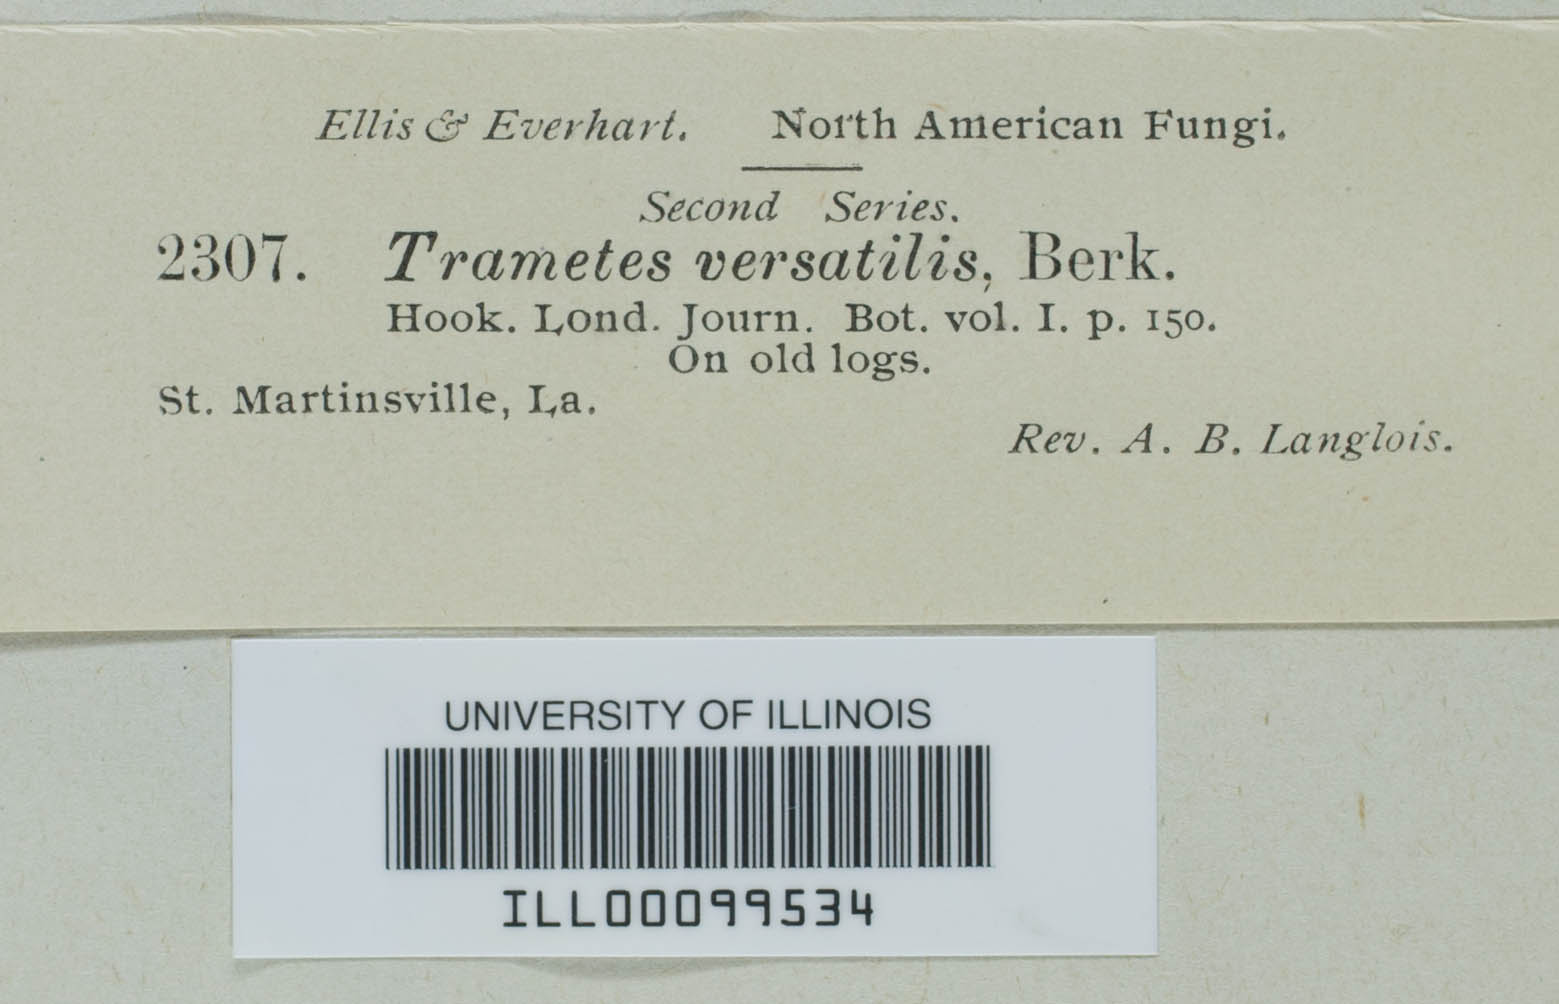 Ellis & Everhart. North American Fungi.
Second Series.
2307. Trametes versatilis, Berk.
Hook. Lond. Journ. Bot. vol. I. p. 150.
On old logs.
St. Martinsville, La.
Rev. A. B. Langlois.
UNIVERSITY OF ILLINOIS
ILL00099534